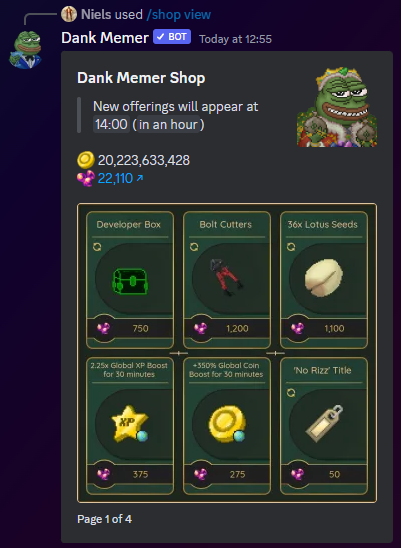 Niels used /shop view
Dank Memer ✓ BOT Today at 12:55
Dank Memer Shop
New offerings will appear at
14:00 (in an hour)
20,223,633,428
22,110 ↗
Developer Box
Bolt Cutters
36x Lotus Seeds
750
1,200
1,100
2.25x Global XP Boost
for 30 minutes
+350% Global Coin
Boost for 30 minutes
'No Rizz' Title
XP
375
275
50
Page 1 of 4